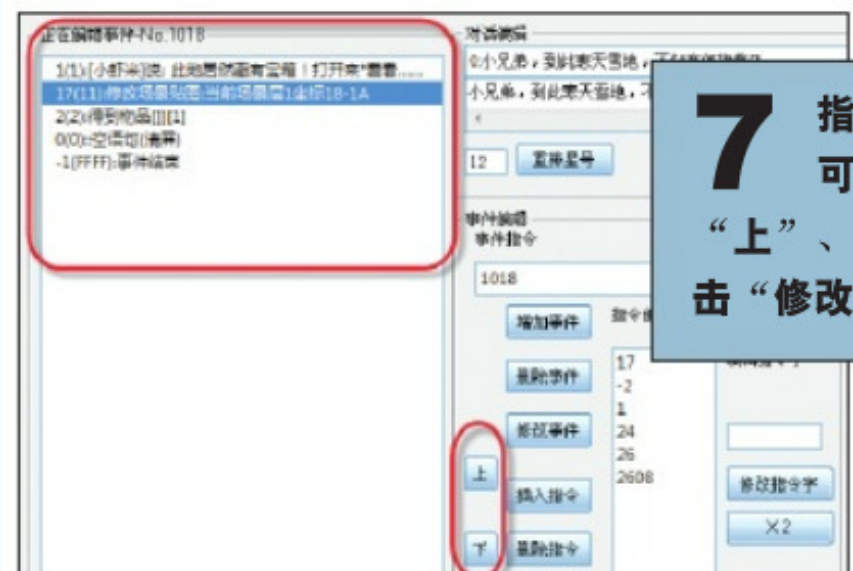 正在编辑事件-No.1018
1(1):[小虾米]说: 此地居然藏有宝箱！打开来*看看......
17(11):修改场景贴图:当前场景层1坐标18-1A
2(2):得到物品[][1]
0(0)::空语句(清屏)
-1(FFFF):事件结束
对话编辑
小兄弟，到此寒天雪地，
小兄弟，到此寒天雪地，不
12 重排星号
事件编辑
事件指令
1018
增加事件
删除事件
修改事件
上
插入指令
下
删除指令
17
-2
1
24
26
2608
修改指令字
X2
7 指
可
“上”、
击“修改